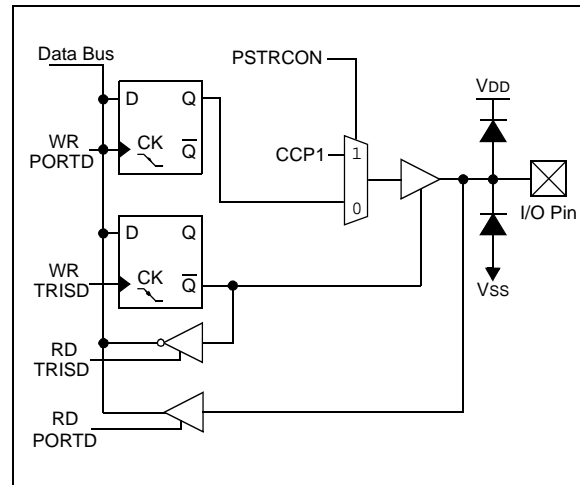 Data Bus
PSTRCON
VDD
D Q
WR
PORTD
CK
Q
CCP1
1
0
I/O Pin
D Q
WR
TRISD
CK
Q
VSS
RD
TRISD
RD
PORTD